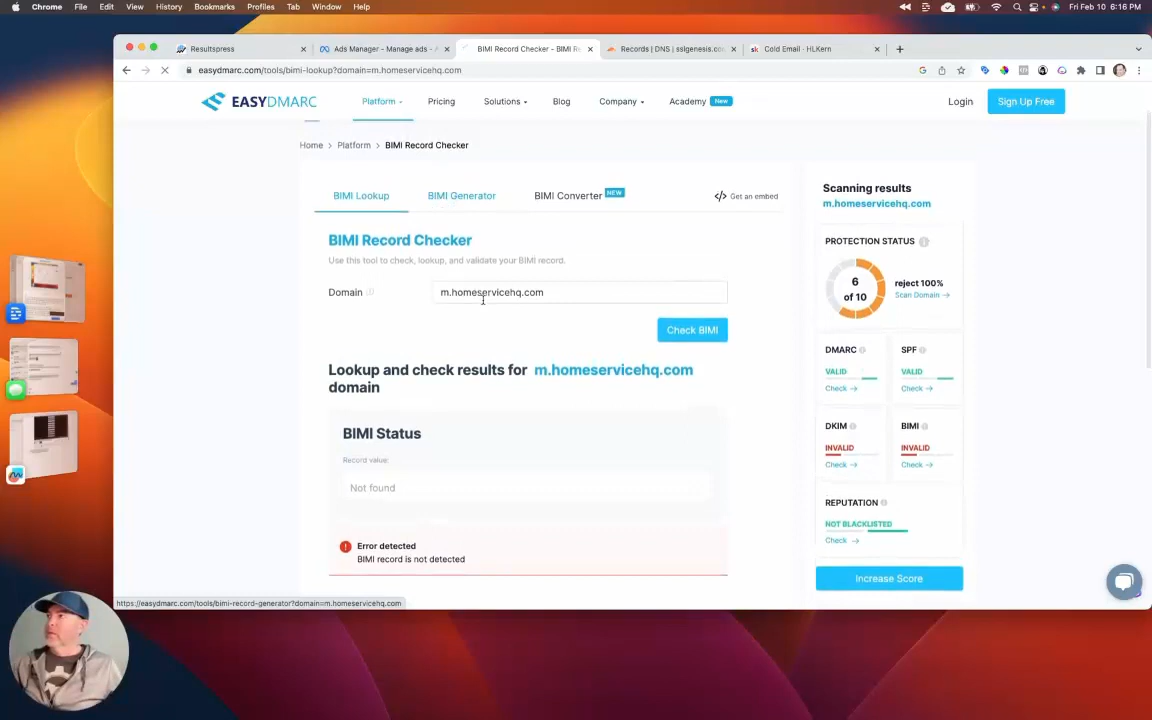 Chrome File Edit View History Bookmarks Profiles Tab Window Help
Fri Feb 10 6:16 PM
Resultspress
Ads Manager - Manage ads -
BIMI Record Checker - BIMI R
Records | DNS | sslgenesis.co
Cold Email · HLKern
easydmarc.com/tools/bimi-lookup?domain=m.homeservicehq.com
EASYDMARC
Platform Pricing Solutions Blog Company Academy New
Login Sign Up Free
Home > Platform > BIMI Record Checker
BIMI Lookup BIMI Generator BIMI Converter NEW
</> Get an embed
BIMI Record Checker
Use this tool to check, lookup, and validate your BIMI record.
Domain
m.homeservicehq.com
Check BIMI
Lookup and check results for m.homeservicehq.com
domain
BIMI Status
Record value:
Not found
Error detected
BIMI record is not detected
Scanning results
m.homeservicehq.com
PROTECTION STATUS
6
of 10
reject 100%
Scan Domain →
DMARC SPF
VALID VALID
Check → Check →
DKIM BIMI
INVALID INVALID
Check → Check →
REPUTATION
NOT BLACKLISTED
Check →
Increase Score
https://easydmarc.com/tools/bimi-record-generator?domain=m.homeservicehq.com